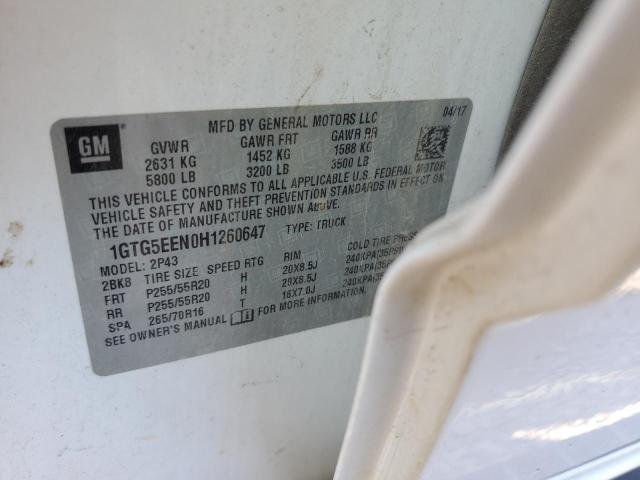 MFD BY GENERAL MOTORS LLC 04/17
GM
GVWR GAWR FRT GAWR RR
2631 KG 1452 KG 1588 KG
5800 LB 3200 LB 3500 LB
THIS VEHICLE CONFORMS TO ALL APPLICABLE U.S. FEDERAL MOTOR
VEHICLE SAFETY AND THEFT PREVENTION STANDARDS IN EFFECT ON
THE DATE OF MANUFACTURE SHOWN ABOVE.
1GTG5EEN0H1260647 TYPE: TRUCK
MODEL: 2P43
2BK8 TIRE SIZE SPEED RTG RIM COLD TIRE
FRT P255/55R20 H 20X8.5J 240KPA(35PSI)
RR P255/55R20 H 20X8.5J
SPA 265/70R16 T 16X7.0J
SEE OWNER'S MANUAL FOR MORE INFORMATION.